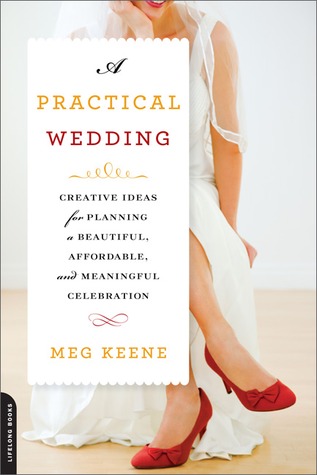 A
PRACTICAL
WEDDING
CREATIVE IDEAS
for PLANNING
a BEAUTIFUL,
AFFORDABLE,
and MEANINGFUL
CELEBRATION
MEG KEENE
LIFELONG BOOKS